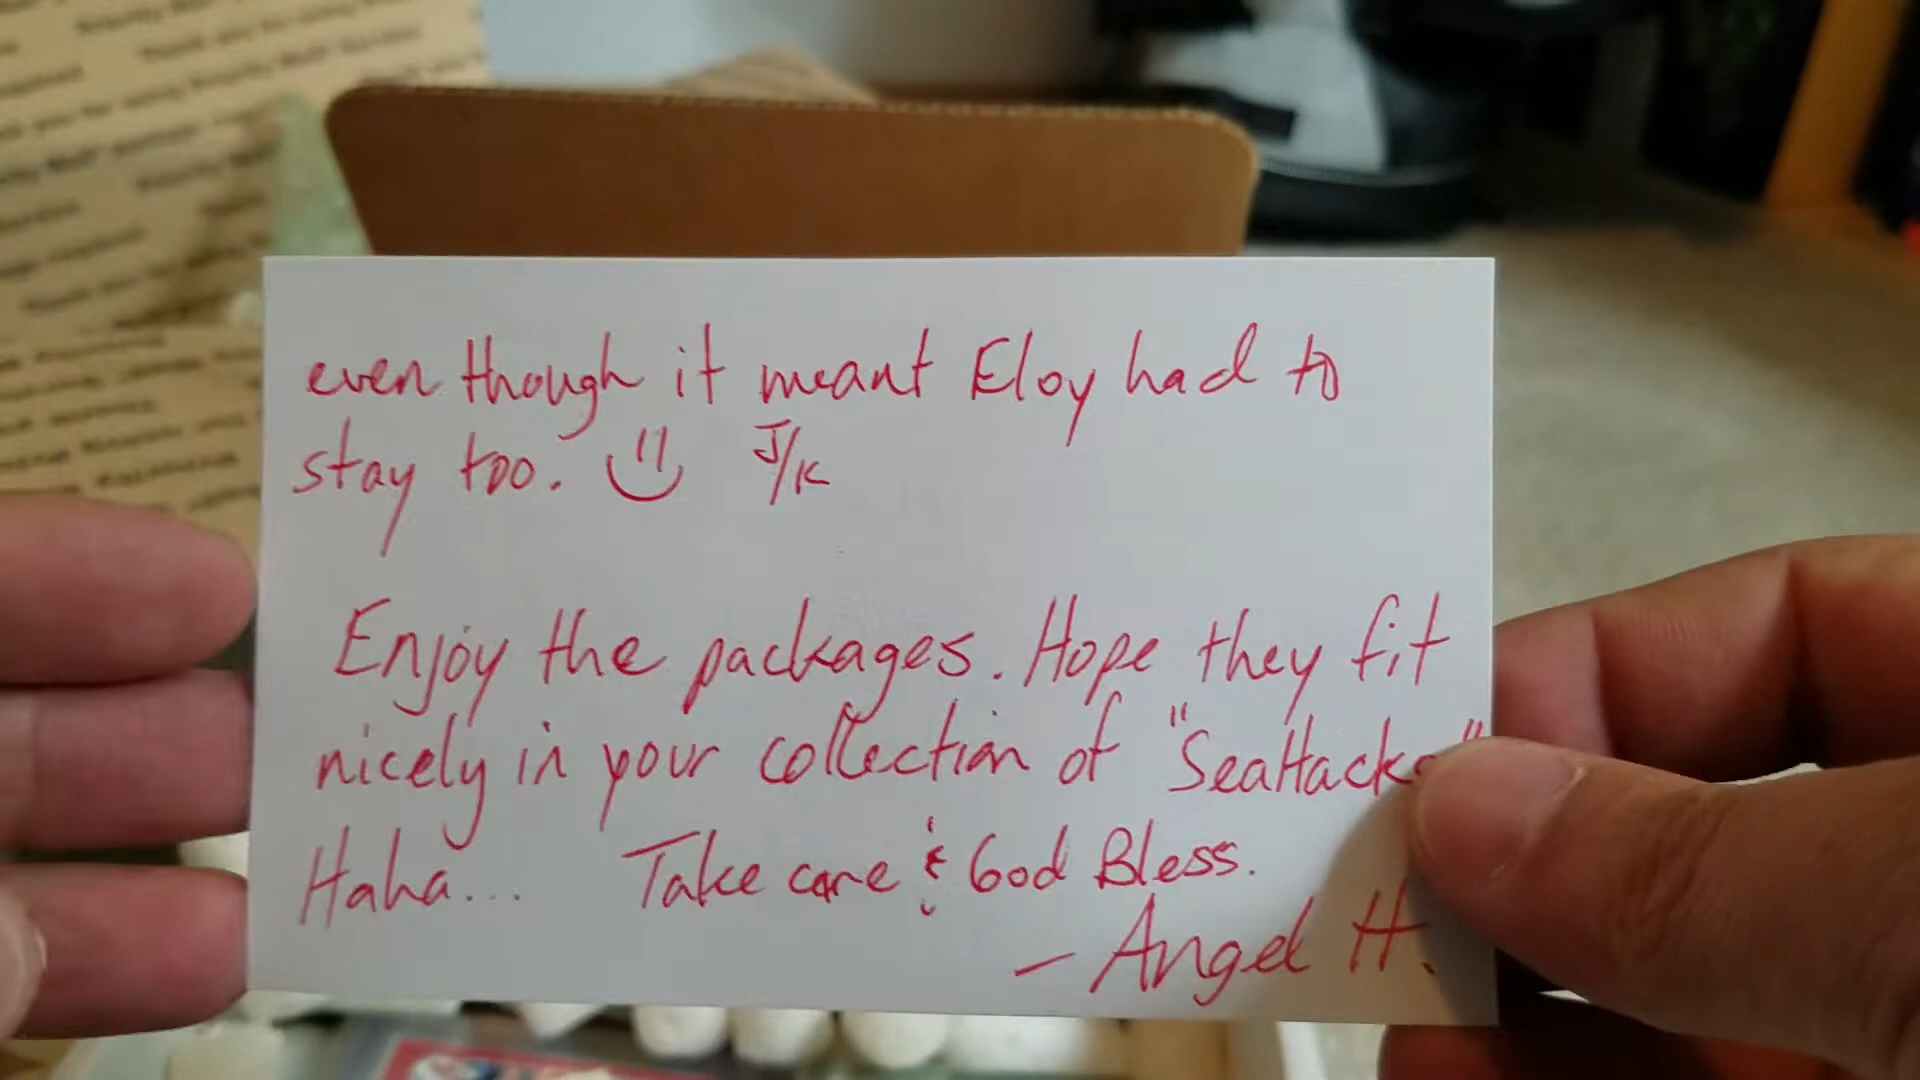 even though it meant Eloy had to
stay too. J/K
Enjoy the packages. Hope they fit
nicely in your collection of "Seattacks"
Haha... Take care & God Bless.
- Angel H.